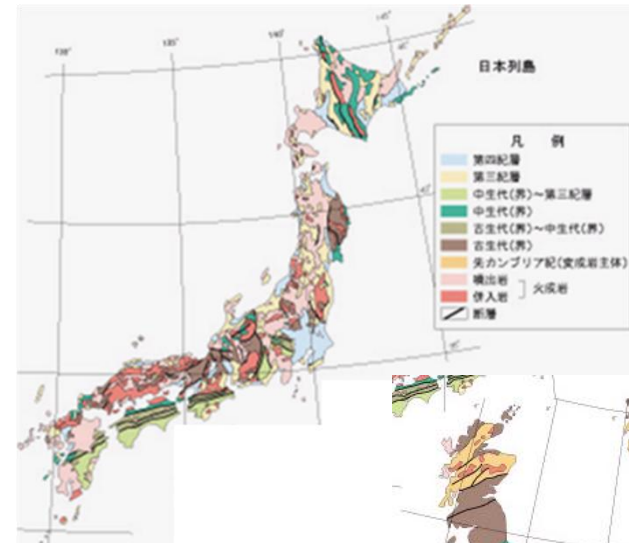 130°
135°
140°
145°
日本列島
凡 例
第四紀層
第三紀層
中生代(界)～第三紀層
中生代(界)
古生代(界)～中生代(界)
古生代(界)
先カンブリア紀(変成岩主体)
噴出岩
併入岩
火成岩
断層